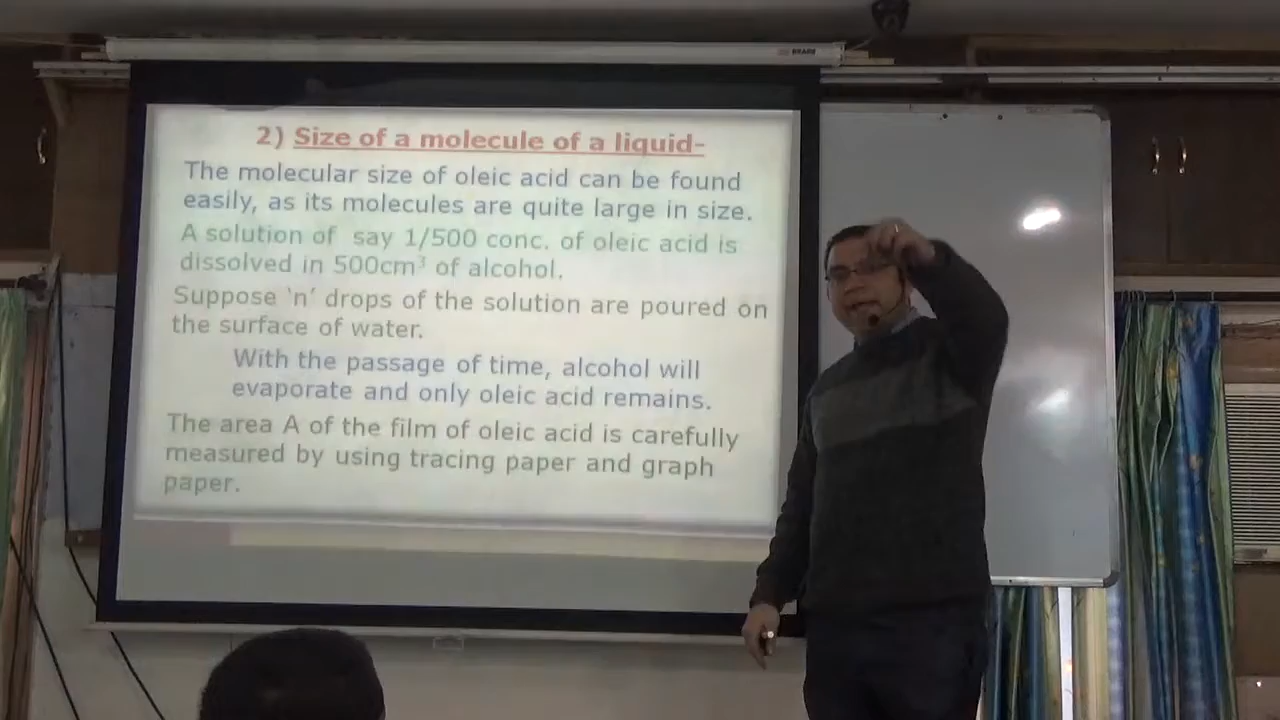 2) Size of a molecule of a liquid-
The molecular size of oleic acid can be found
easily, as its molecules are quite large in size.
A solution of say 1/500 conc. of oleic acid is
dissolved in 500cm³ of alcohol.
Suppose 'n' drops of the solution are poured on
the surface of water.
With the passage of time, alcohol will
evaporate and only oleic acid remains.
The area A of the film of oleic acid is carefully
measured by using tracing paper and graph
paper.